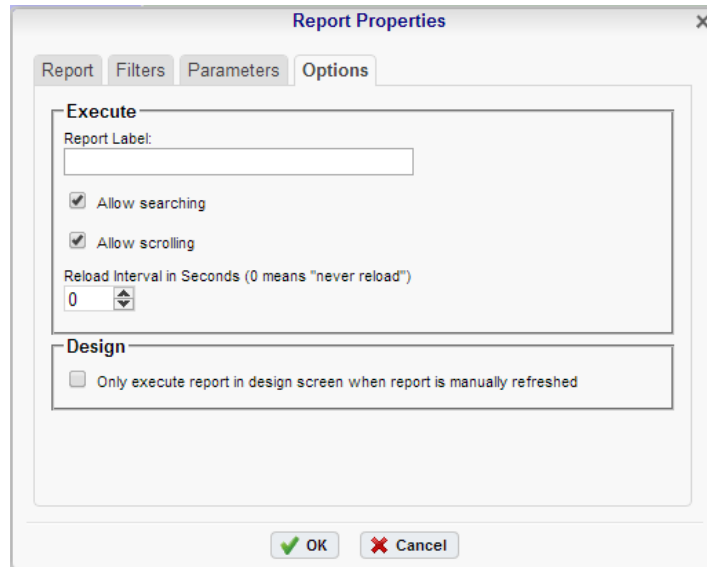 Report Properties
Report Filters Parameters Options
Execute
Report Label:
Allow searching
Allow scrolling
Reload Interval in Seconds (0 means "never reload")
0
Design
Only execute report in design screen when report is manually refreshed
OK Cancel